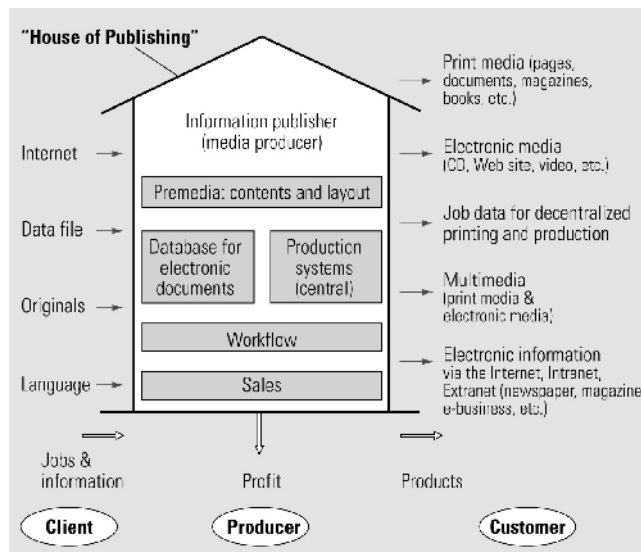 "House of Publishing"
Information publisher
(media producer)
Internet
Data file
Originals
Language
Premedia: contents and layout
Database for
electronic
documents
Production
systems
(central)
Workflow
Sales
Print media (pages,
documents, magazines,
books, etc.)
Electronic media
(CD, Web site, video, etc.)
Job data for decentralized
printing and production
Multimedia
(print media &
electronic media)
Electronic information
via the Internet, Intranet,
Extranet (newspaper, magazine
e-business, etc.)
Jobs &
information
Profit
Products
Client
Producer
Customer